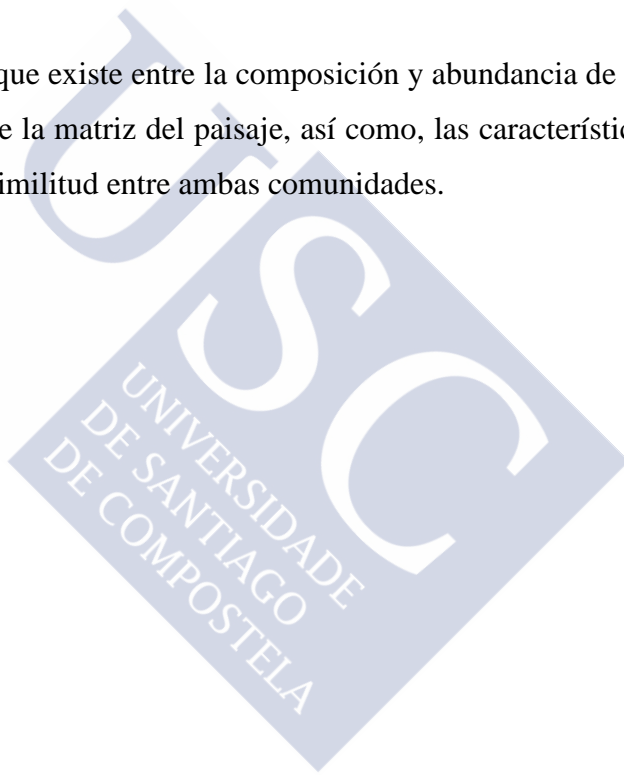 que existe entre la composición y abundancia de
e la matriz del paisaje, así como, las característic
imilitud entre ambas comunidades.
USC
UNIVERSIDADE
DE SANTIAGO
DE COMPOSTELA